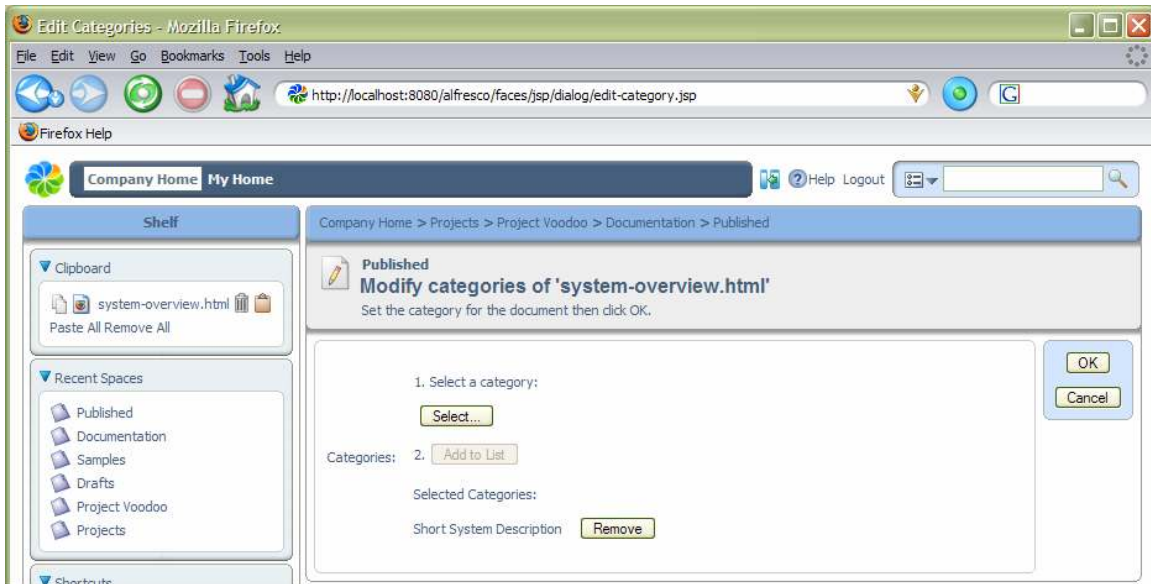 Edit Categories - Mozilla Firefox
File Edit View Go Bookmarks Tools Help
http://localhost:8080/alfresco/faces/jsp/dialog/edit-category.jsp
G
Firefox Help
Company Home My Home
Help Logout
Shelf
Company Home > Projects > Project Voodoo > Documentation > Published
Clipboard
system-overview.html
Paste All Remove All
Published
Modify categories of 'system-overview.html'
Set the category for the document then click OK.
Recent Spaces
Published
Documentation
Samples
Drafts
Project Voodoo
Projects
Shortcuts
1. Select a category:
Select...
Categories: 2. Add to List
Selected Categories:
Short System Description Remove
OK
Cancel